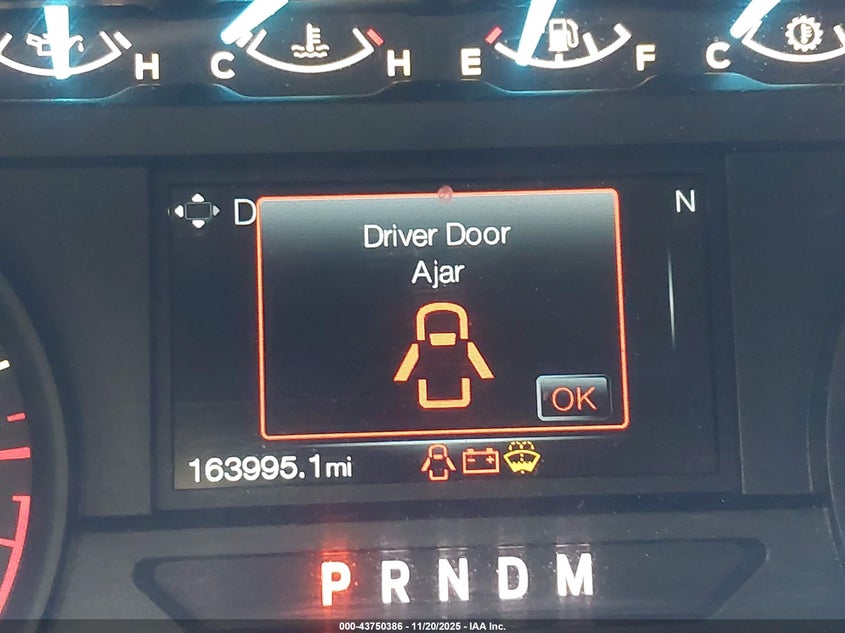 H C H E F C
D N
Driver Door
Ajar
OK
163995.1mi
P R N D M
000-43750386 - 11/20/2025 - IAA Inc.